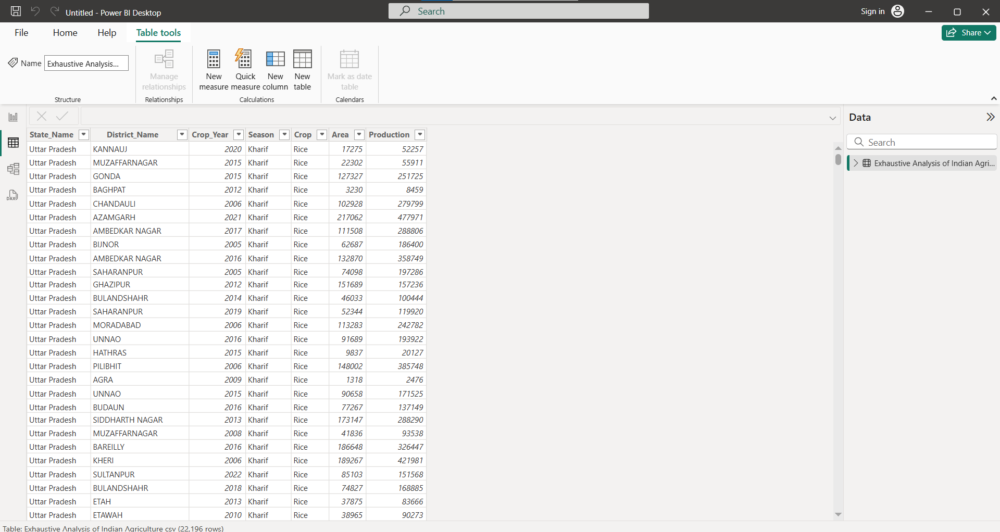 Untitled - Power BI Desktop
Search
Sign in
File Home Help Table tools
Share
Name Exhaustive Analysis...
Manage relationships
New measure
Quick measure
New column
New table
Mark as date table
Structure Relationships Calculations Calendars
Data
Search
Exhaustive Analysis of Indian Agri...
DAX
State_Name District_Name Crop_Year Season Crop Area Production
Uttar Pradesh KANNAUJ 2020 Kharif Rice 17275 52257
Uttar Pradesh MUZAFFARNAGAR 2015 Kharif Rice 22302 55911
Uttar Pradesh GONDA 2015 Kharif Rice 127327 251725
Uttar Pradesh BAGHPAT 2012 Kharif Rice 3230 8459
Uttar Pradesh CHANDAULI 2006 Kharif Rice 102928 279799
Uttar Pradesh AZAMGARH 2021 Kharif Rice 217062 477971
Uttar Pradesh AMBEDKAR NAGAR 2017 Kharif Rice 111508 288806
Uttar Pradesh BIJNOR 2005 Kharif Rice 62687 186400
Uttar Pradesh AMBEDKAR NAGAR 2016 Kharif Rice 132870 358749
Uttar Pradesh SAHARANPUR 2005 Kharif Rice 74098 197286
Uttar Pradesh GHAZIPUR 2012 Kharif Rice 151689 157236
Uttar Pradesh BULANDSHAHR 2014 Kharif Rice 46033 100444
Uttar Pradesh SAHARANPUR 2019 Kharif Rice 52344 119920
Uttar Pradesh MORADABAD 2006 Kharif Rice 113283 242782
Uttar Pradesh UNNAO 2016 Kharif Rice 91689 193922
Uttar Pradesh HATHRAS 2015 Kharif Rice 9837 20127
Uttar Pradesh PILIBHIT 2006 Kharif Rice 148002 385748
Uttar Pradesh AGRA 2009 Kharif Rice 1318 2476
Uttar Pradesh UNNAO 2015 Kharif Rice 90658 171525
Uttar Pradesh BUDAUN 2016 Kharif Rice 77267 137149
Uttar Pradesh SIDDHARTH NAGAR 2013 Kharif Rice 173147 288290
Uttar Pradesh MUZAFFARNAGAR 2008 Kharif Rice 41836 93538
Uttar Pradesh BAREILLY 2016 Kharif Rice 186648 326447
Uttar Pradesh KHERI 2006 Kharif Rice 189267 421981
Uttar Pradesh SULTANPUR 2022 Kharif Rice 85103 151568
Uttar Pradesh BULANDSHAHR 2018 Kharif Rice 74827 168885
Uttar Pradesh ETAH 2013 Kharif Rice 37875 83666
Uttar Pradesh ETAWAH 2010 Kharif Rice 38965 90273
Table: Exhaustive Analysis of Indian Agriculture csv (22,196 rows)